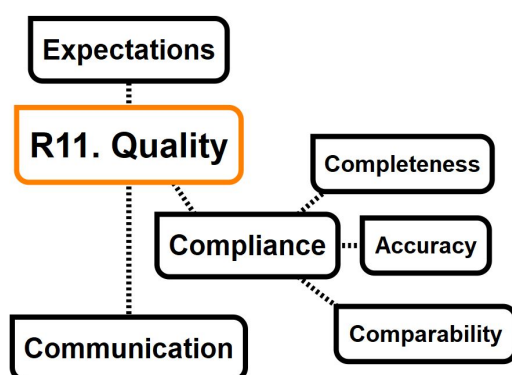 Expectations
R11. Quality
Completeness
Compliance
Accuracy
Comparability
Communication